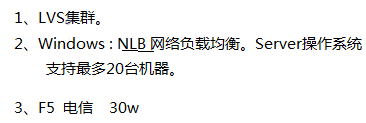 1、LVS集群。
2、Windows : NLB 网络负载均衡。Server操作系统
支持最多20台机器。
3、F5 电信 30w